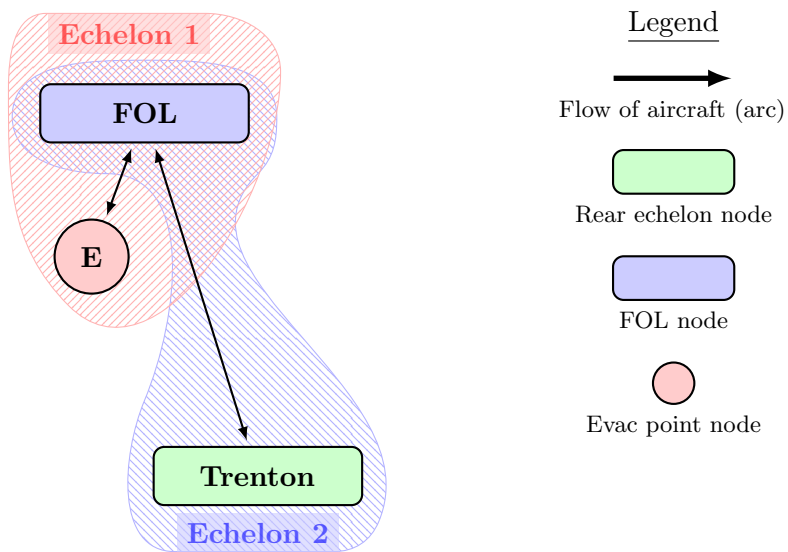 Echelon 1
FOL
E
Trenton
Echelon 2
Legend
Flow of aircraft (arc)
Rear echelon node
FOL node
Evac point node